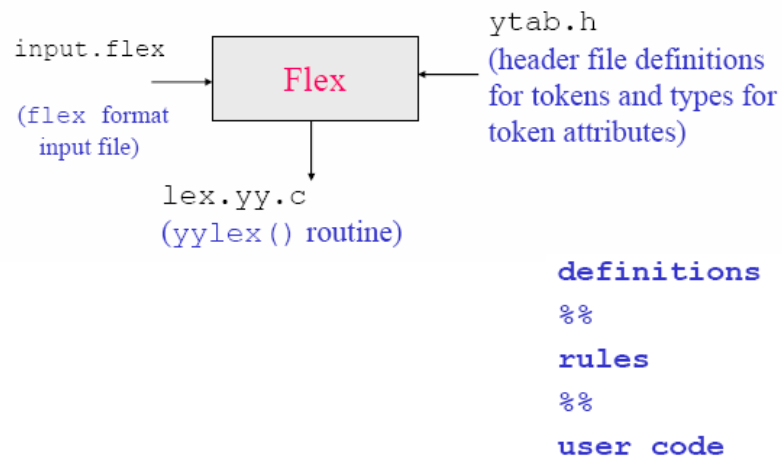 input.flex
(flex format
input file)
Flex
ytab.h
(header file definitions
for tokens and types for
token attributes)
lex.yy.c
(yylex() routine)
definitions
%%
rules
%%
user code